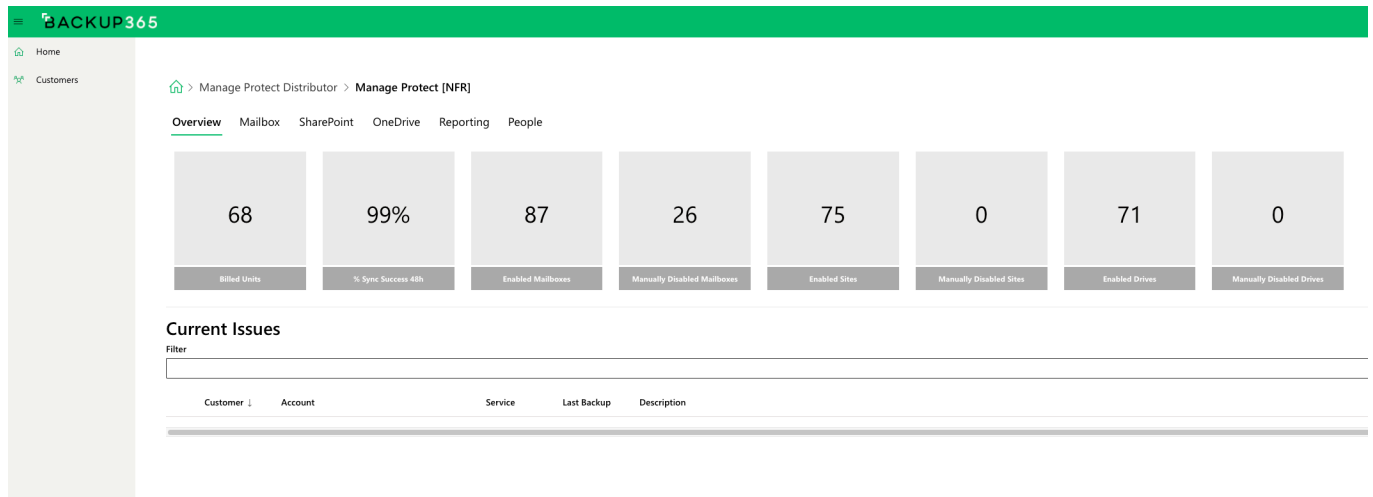 BACKUP365
Home
Customers
> Manage Protect Distributor > Manage Protect [NFR]
Overview Mailbox SharePoint OneDrive Reporting People
68 99% 87 26 75 0 71 0
Billed Units % Sync Success 48h Enabled Mailboxes Manually Disabled Mailboxes Enabled Sites Manually Disabled Sites Enabled Drives Manually Disabled Drives
Current Issues
Filter
Customer ↓ Account Service Last Backup Description